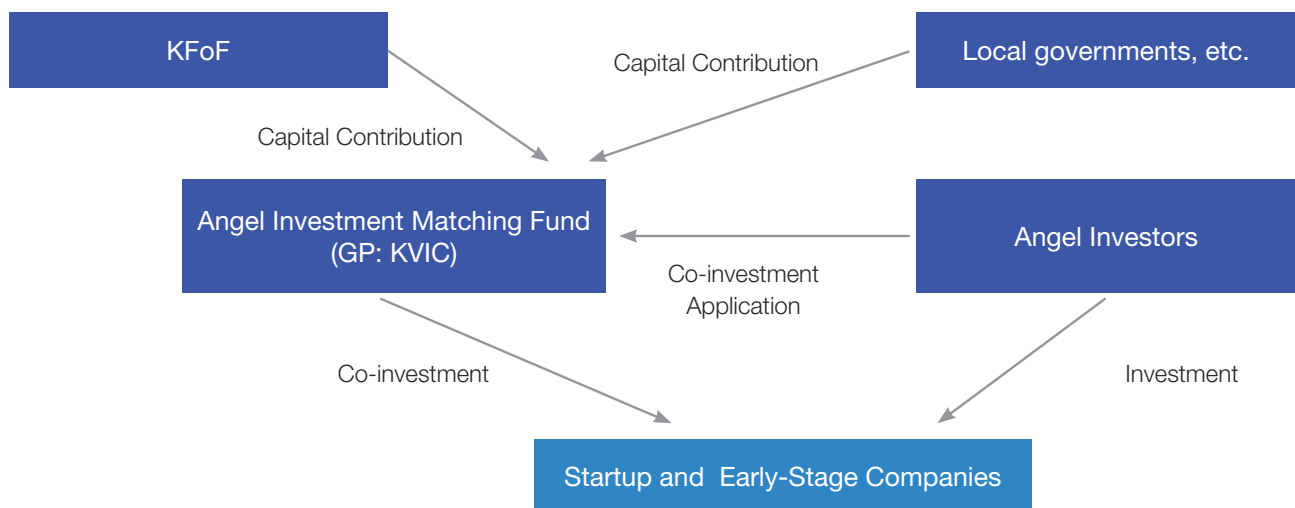 KFoF
Local governments, etc.
Capital Contribution
Capital Contribution
Angel Investment Matching Fund
(GP: KVIC)
Angel Investors
Co-investment
Application
Co-investment
Investment
Startup and Early-Stage Companies